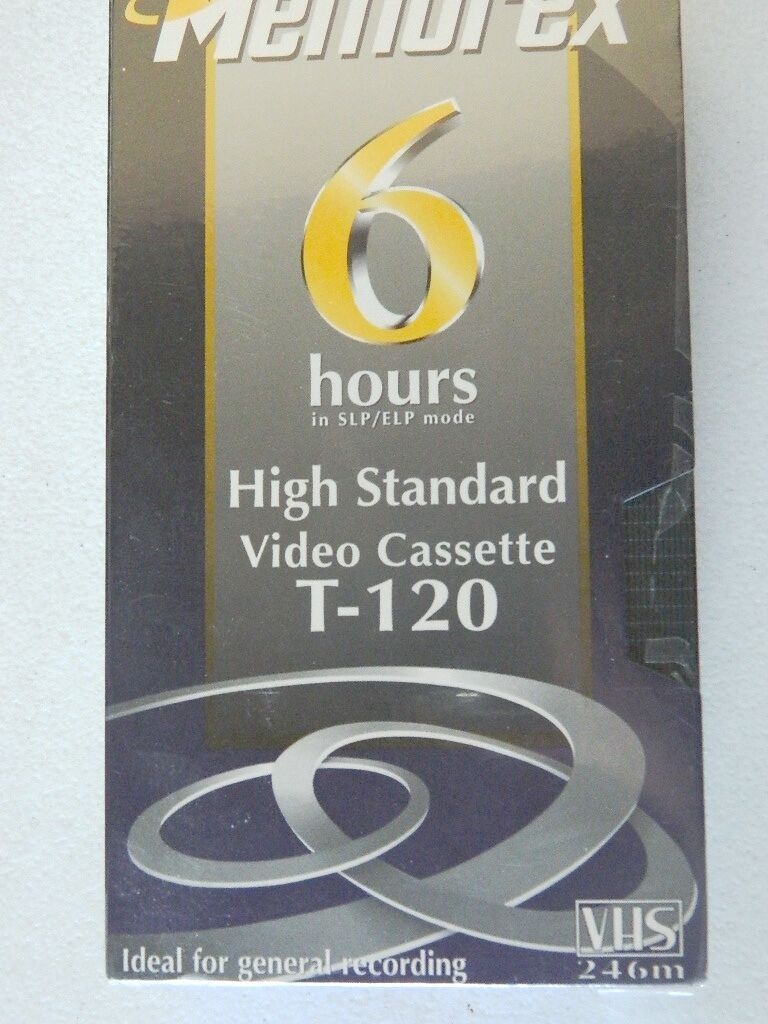 Memorex
6
hours
in SLP/ELP mode
High Standard
Video Cassette
T-120
VHS
Ideal for general recording
246m